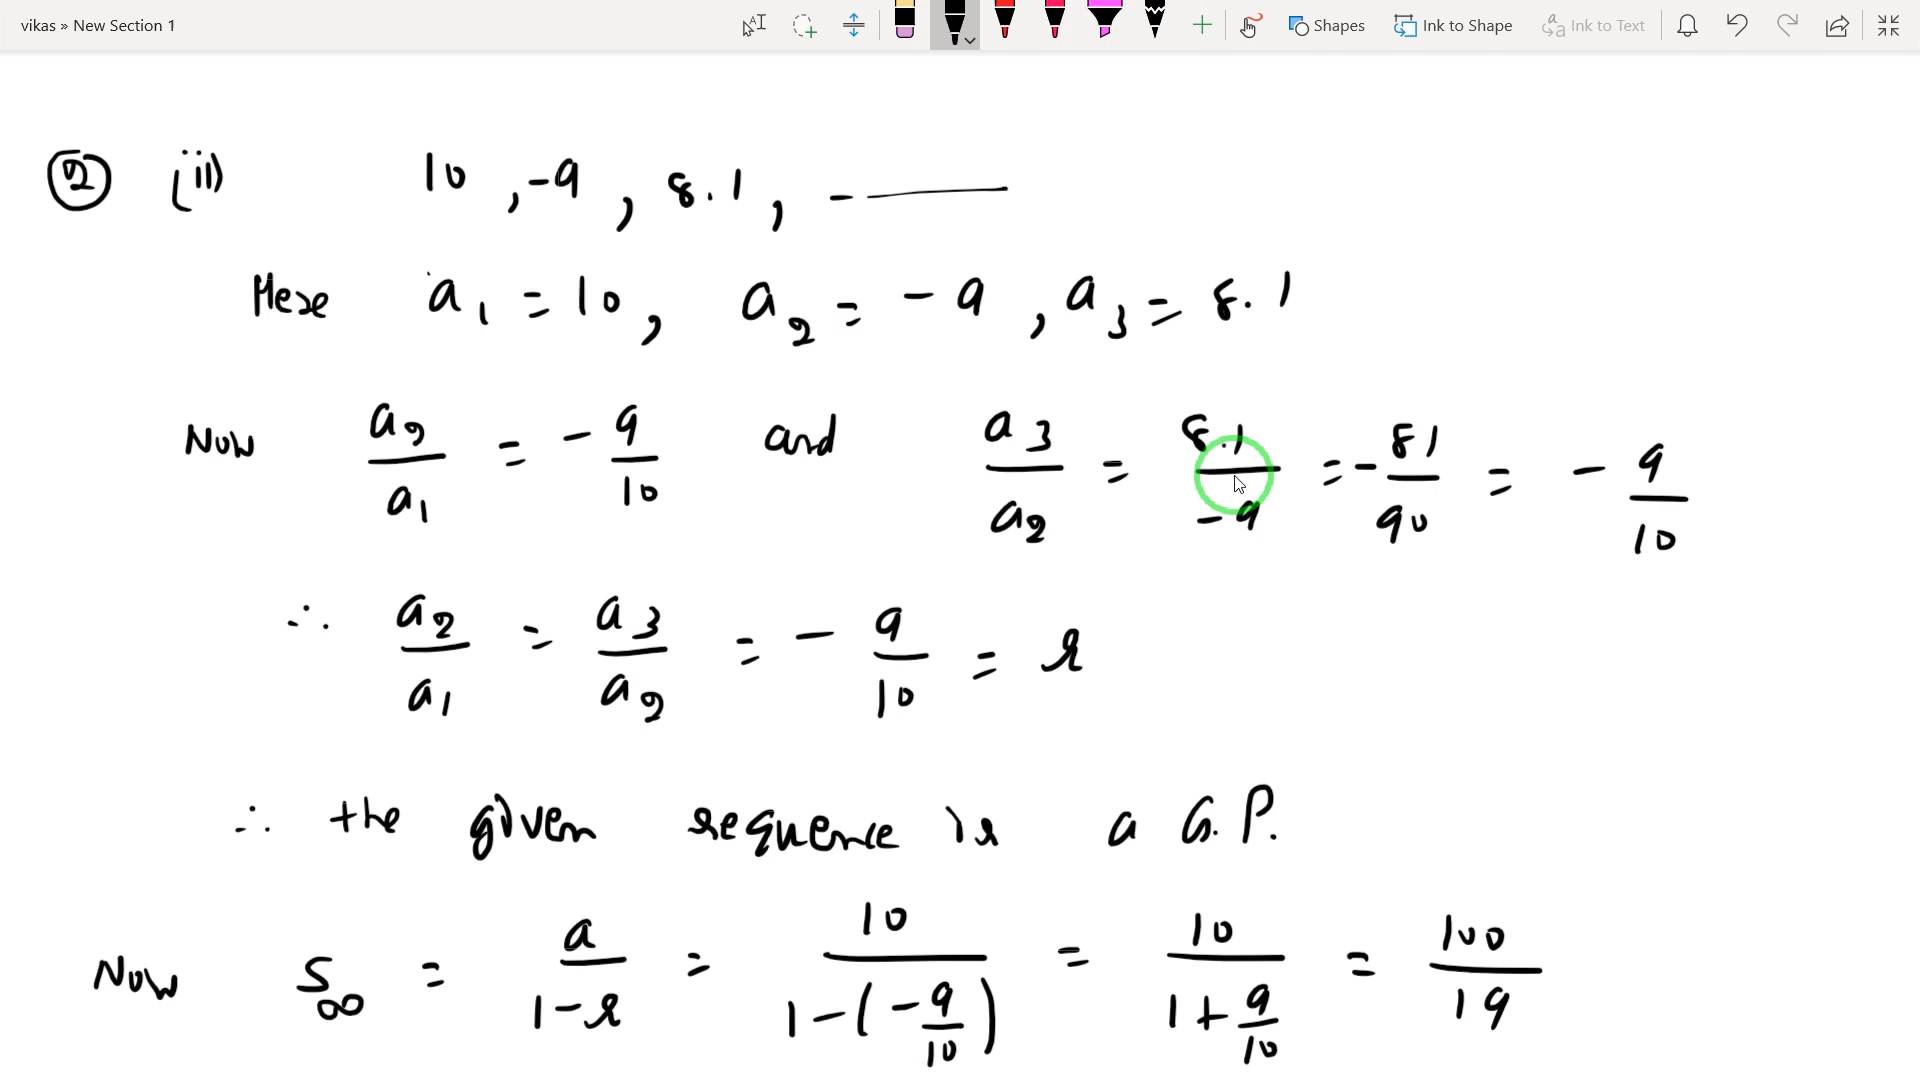 vikas » New Section 1 Shapes Ink to Shape Ink to Text
② (ii) 10, -9, 8.1, - ———
Here a₁ = 10, a₂ = -9, a₃ = 8.1
Now a₂/a₁ = -9/10 and a₃/a₂ = 8.1/-9 = -81/90 = -9/10
∴ a₂/a₁ = a₃/a₂ = -9/10 = r
∴ the given sequence is a G.P.
Now S∞ = a/(1-r) = 10/(1-(-9/10)) = 10/(1+9/10) = 100/19